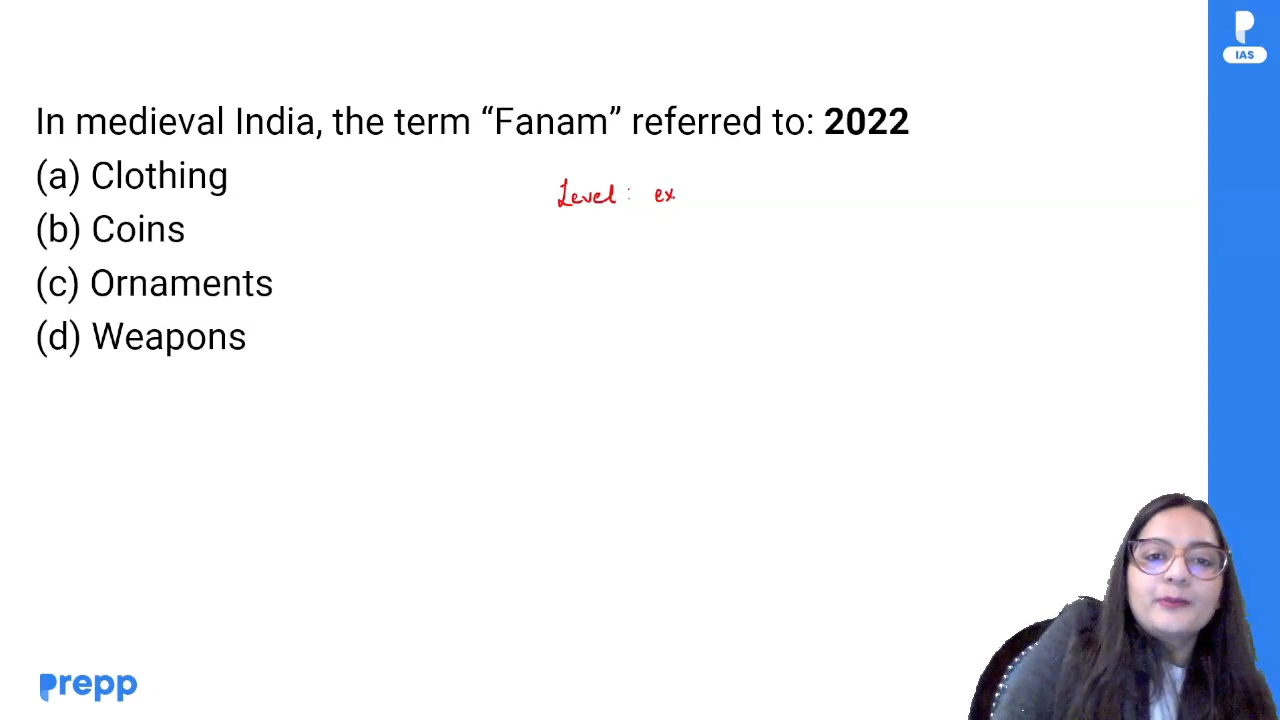 IAS
In medieval India, the term “Fanam” referred to: 2022
(a) Clothing
Level : ex
(b) Coins
(c) Ornaments
(d) Weapons
prepp